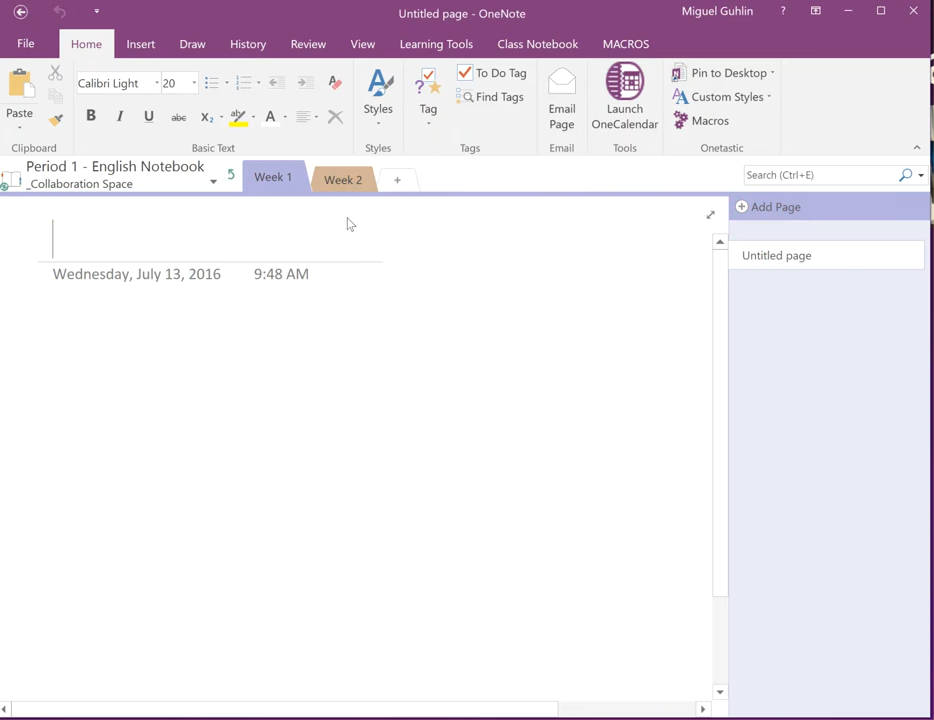 Untitled page - OneNote
Miguel Guhlin
?
File
Home
Insert
Draw
History
Review
View
Learning Tools
Class Notebook
MACROS
Paste
Calibri Light
20
B I U abc X₂ A
Clipboard
Basic Text
Styles
Styles
Tag
To Do Tag
Find Tags
Tags
Email
Page
Email
Launch
OneCalendar
Tools
Pin to Desktop
Custom Styles
Macros
Onetastic
Period 1 - English Notebook
_Collaboration Space
Week 1
Week 2
+
Search (Ctrl+E)
Add Page
Untitled page
Wednesday, July 13, 2016
9:48 AM